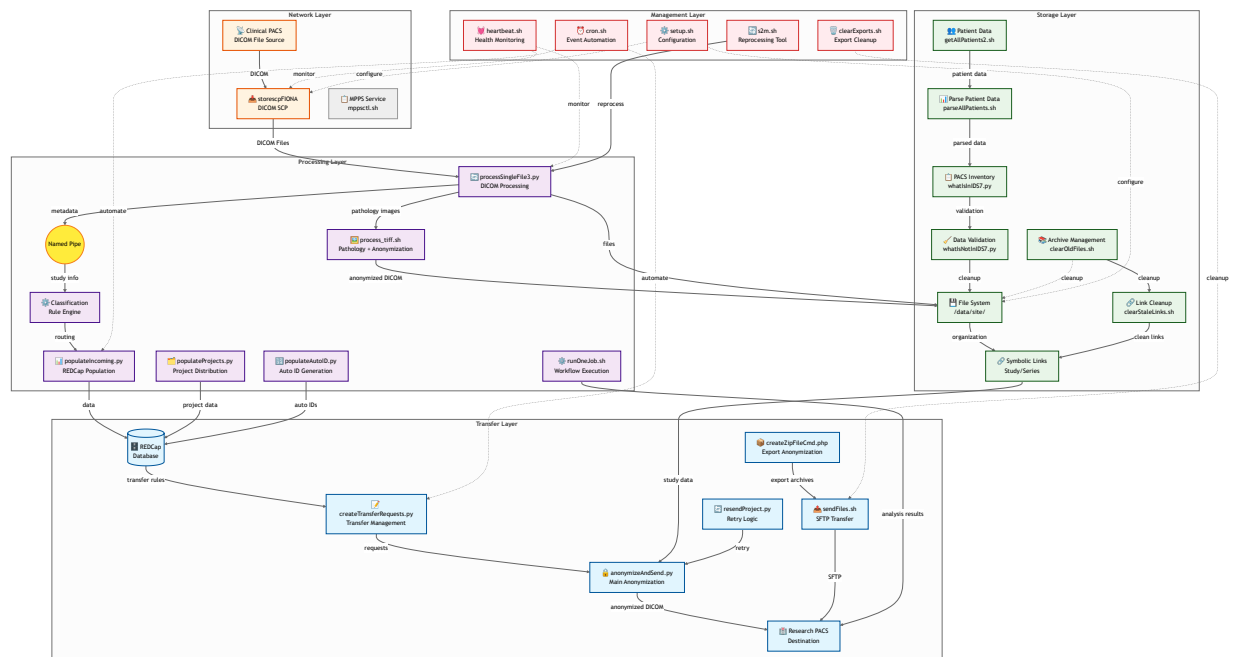 Network Layer
📡 Clinical PACS
DICOM File Source
DICOM
monitor
configure
📥 storescpFIONA
DICOM SCP
📋 MPPS Service
mppsctl.sh
DICOM Files
Management Layer
💓 heartbeat.sh
Health Monitoring
⏰ cron.sh
Event Automation
⚙️ setup.sh
Configuration
🔄 s2m.sh
Reprocessing Tool
🗑️ clearExports.sh
Export Cleanup
monitor
reprocess
Storage Layer
👥 Patient Data
getAllPatients2.sh
patient data
📊 Parse Patient Data
parseAllPatients.sh
parsed data
📋 PACS Inventory
whatIsInIDS7.py
configure
validation
🧹 Data Validation
whatIsNotInIDS7.py
📚 Archive Management
clearOldFiles.sh
cleanup
cleanup
cleanup
cleanup
💾 File System
/data/site/
🔗 Link Cleanup
clearStaleLinks.sh
organization
clean links
🔗 Symbolic Links
Study/Series
Processing Layer
🔄 processSingleFile3.py
DICOM Processing
metadata
automate
pathology images
Named Pipe
🖼️ process_tiff.sh
Pathology + Anonymization
files
study info
anonymized DICOM
automate
⚙️ Classification
Rule Engine
routing
📊 populateIncoming.py
REDCap Population
🗂️ populateProjects.py
Project Distribution
🔢 populateAutoID.py
Auto ID Generation
⚙️ runOneJob.sh
Workflow Execution
data
project data
auto IDs
Transfer Layer
🗄️ REDCap
Database
transfer rules
📦 createZipFileCmd.php
Export Anonymization
study data
export archives
📝
createTransferRequests.py
Transfer Management
🔄 resendProject.py
Retry Logic
📤 sendFiles.sh
SFTP Transfer
analysis results
requests
retry
🔒 anonymizeAndSend.py
Main Anonymization
SFTP
anonymized DICOM
🏥 Research PACS
Destination